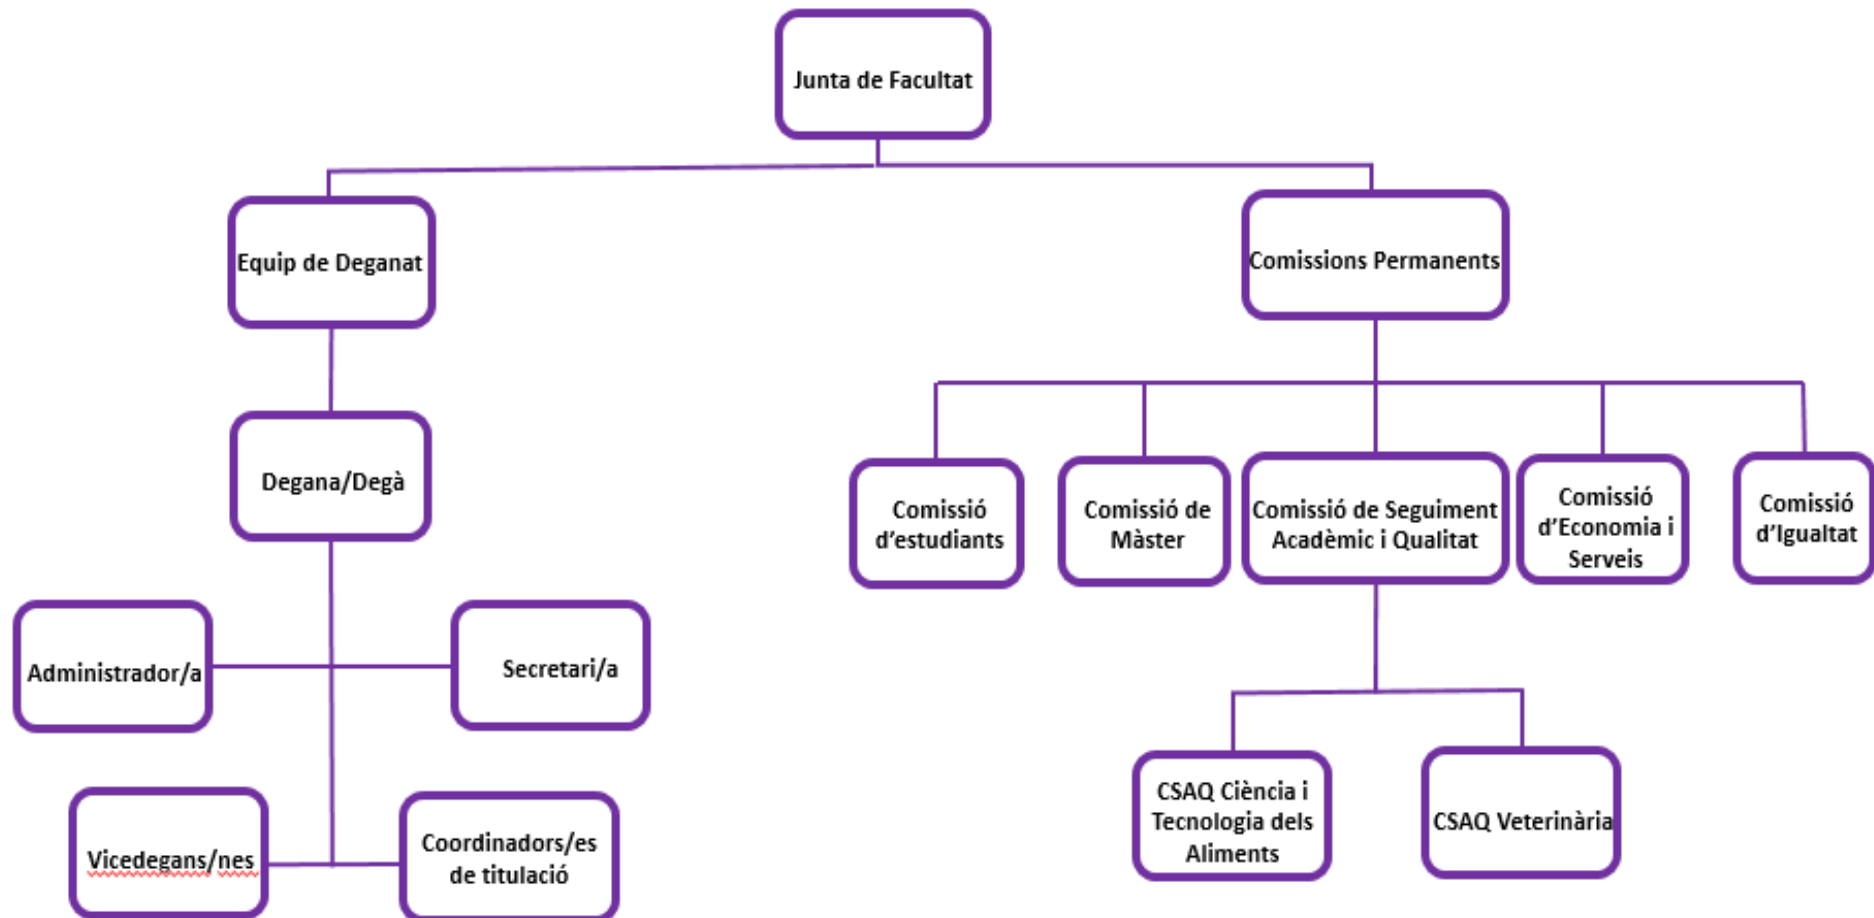 Junta de Facultat
Equip de Deganat
Comissions Permanents
Degana/Degà
Comissió
d'estudiants
Comissió de
Màster
Comissió de Seguiment
Acadèmic i Qualitat
Comissió
d'Economia i
Serveis
Comissió
d'Igualtat
Administrador/a
Secretari/a
Vicedegans/nes
Coordinadors/es
de titulació
CSAQ Ciència i
Tecnologia dels
Aliments
CSAQ Veterinària